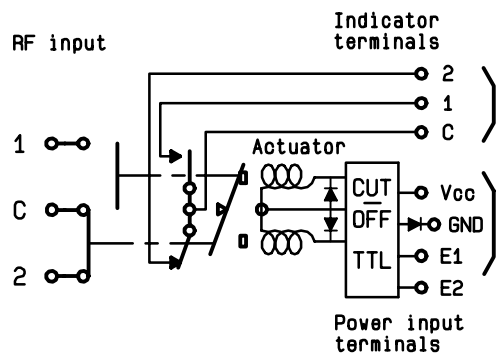 Indicator
terminals
RF input
2
1
C
Actuator
1
C
2
CUT
OFF
TTL
Vcc
GND
E1
E2
Power input
terminals